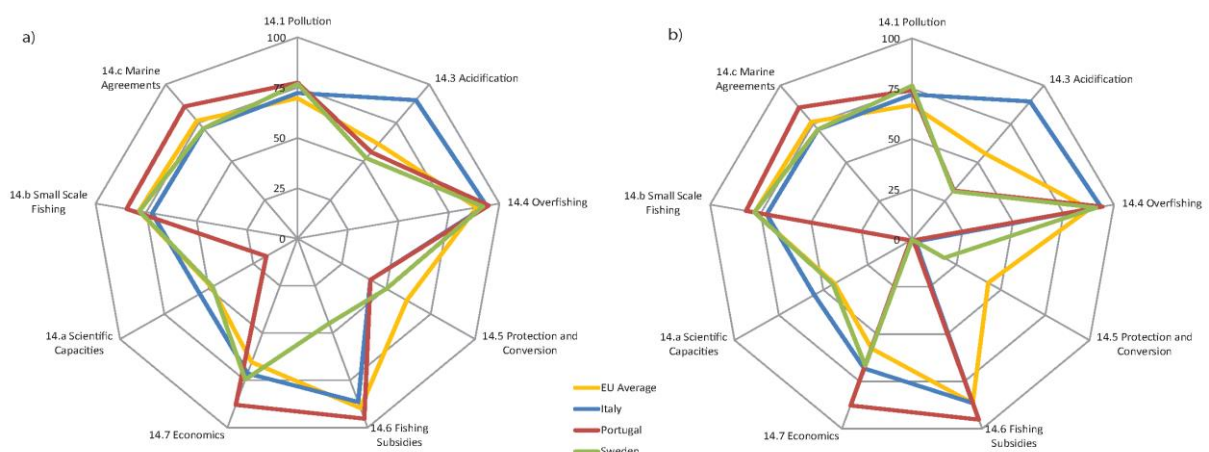 a)
14.1 Pollution
100
14.c Marine
Agreements
14.3 Acidification
75
50
25
0
14.b Small Scale
Fishing
14.4 Overfishing
14.a Scientific
Capacities
14.5 Protection and
Conversion
14.7 Economics
14.6 Fishing
Subsidies
EU Average
Italy
Portugal
Sweden
b)
14.1 Pollution
100
14.c Marine
Agreements
14.3 Acidification
75
50
25
0
14.b Small Scale
Fishing
14.4 Overfishing
14.a Scientific
Capacities
14.5 Protection and
Conversion
14.7 Economics
14.6 Fishing
Subsidies